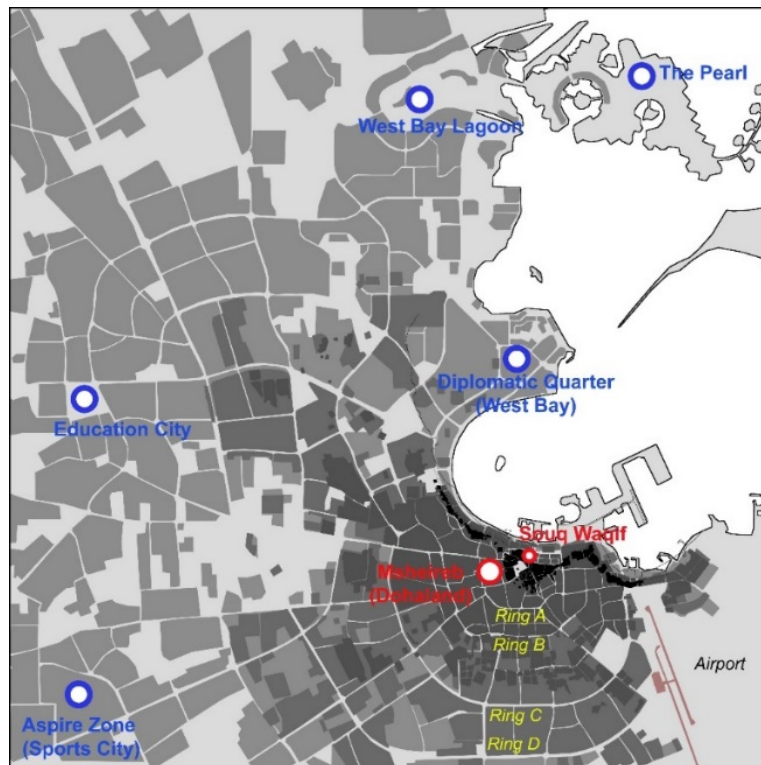 The Pearl
West Bay Lagoon
Diplomatic Quarter
(West Bay)
Education City
Souq Waqif
Msheireb
(Dohaland)
Ring A
Ring B
Airport
Aspire Zone
(Sports City)
Ring C
Ring D